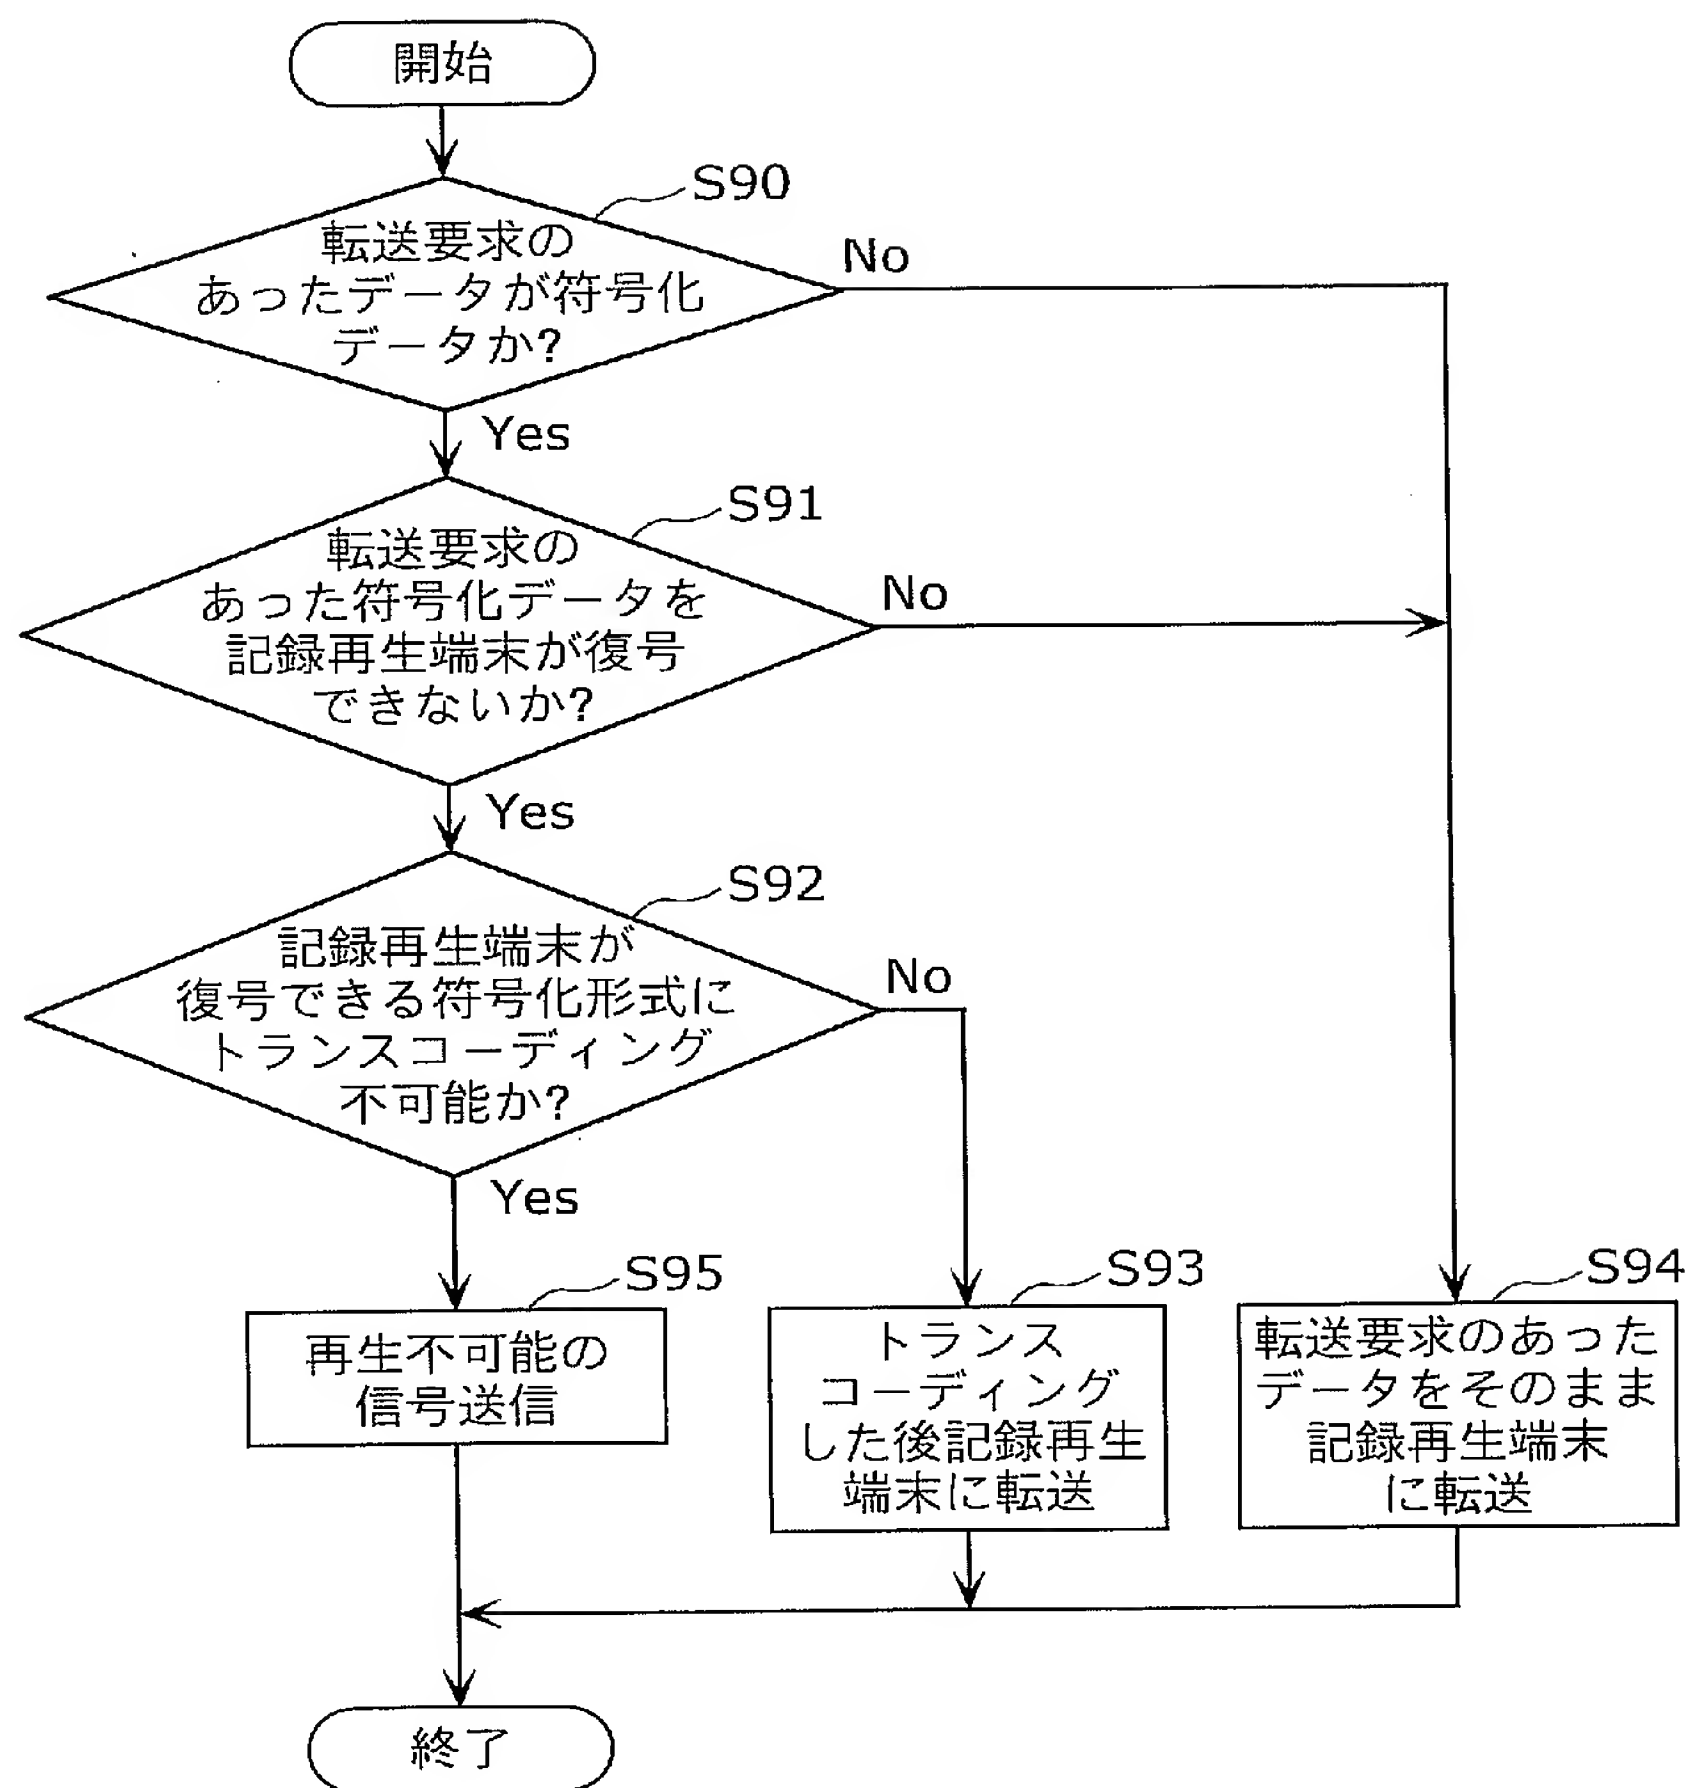 開始
S90
転送要求の
あったデータが符号化
データか?
No
Yes
S91
転送要求の
あった符号化データを
記録再生端末が復号
できないか?
No
Yes
S92
記録再生端末が
復号できる符号化形式に
トランスコーディング
不可能か?
No
Yes
S95
再生不可能の
信号送信
S93
トランス
コーディング
した後記録再生
端末に転送
S94
転送要求のあった
データをそのまま
記録再生端末
に転送
終了